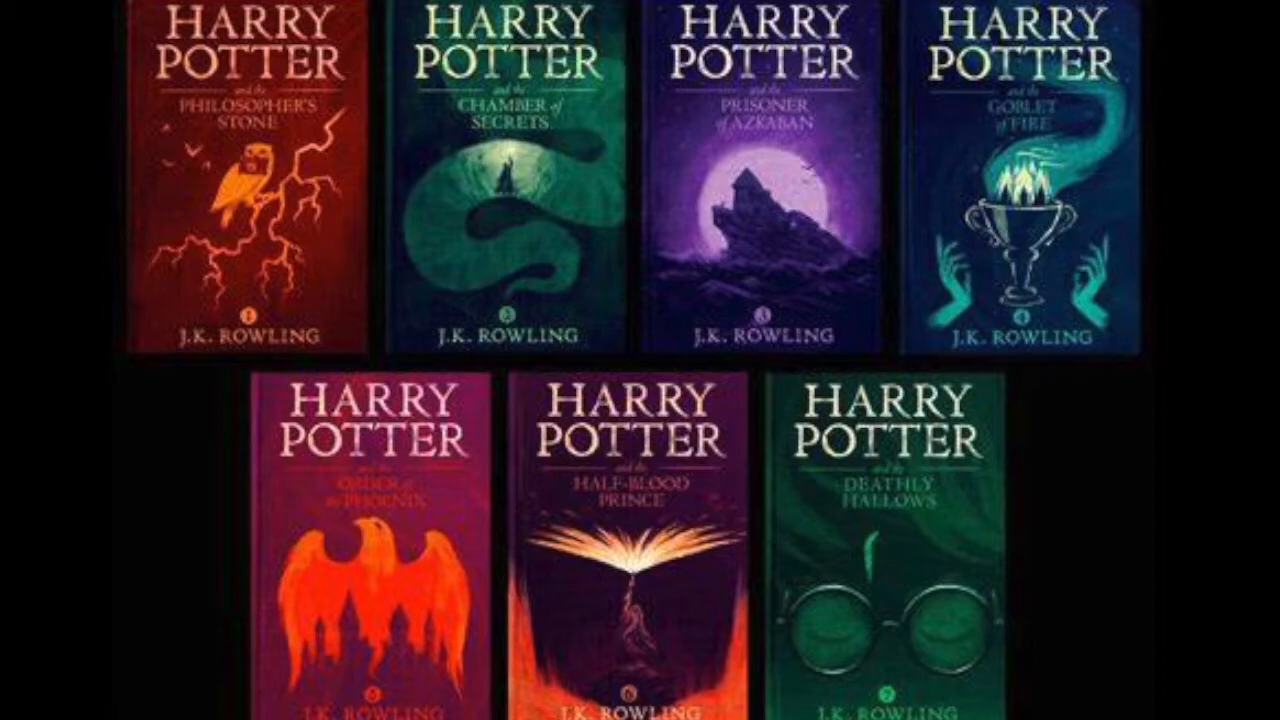 HARRY
POTTER
and the
PHILOSOPHER'S
STONE
1
J.K. ROWLING
HARRY
POTTER
and the
CHAMBER of
SECRETS
2
J.K. ROWLING
HARRY
POTTER
and the
PRISONER
of AZKABAN
3
J.K. ROWLING
HARRY
POTTER
and the
GOBLET
of FIRE
4
J.K. ROWLING
HARRY
POTTER
and the
ORDER of
the PHOENIX
5
J.K. ROWLING
HARRY
POTTER
and the
HALF-BLOOD
PRINCE
6
J.K. ROWLING
HARRY
POTTER
and the
DEATHLY
HALLOWS
7
J.K. ROWLING